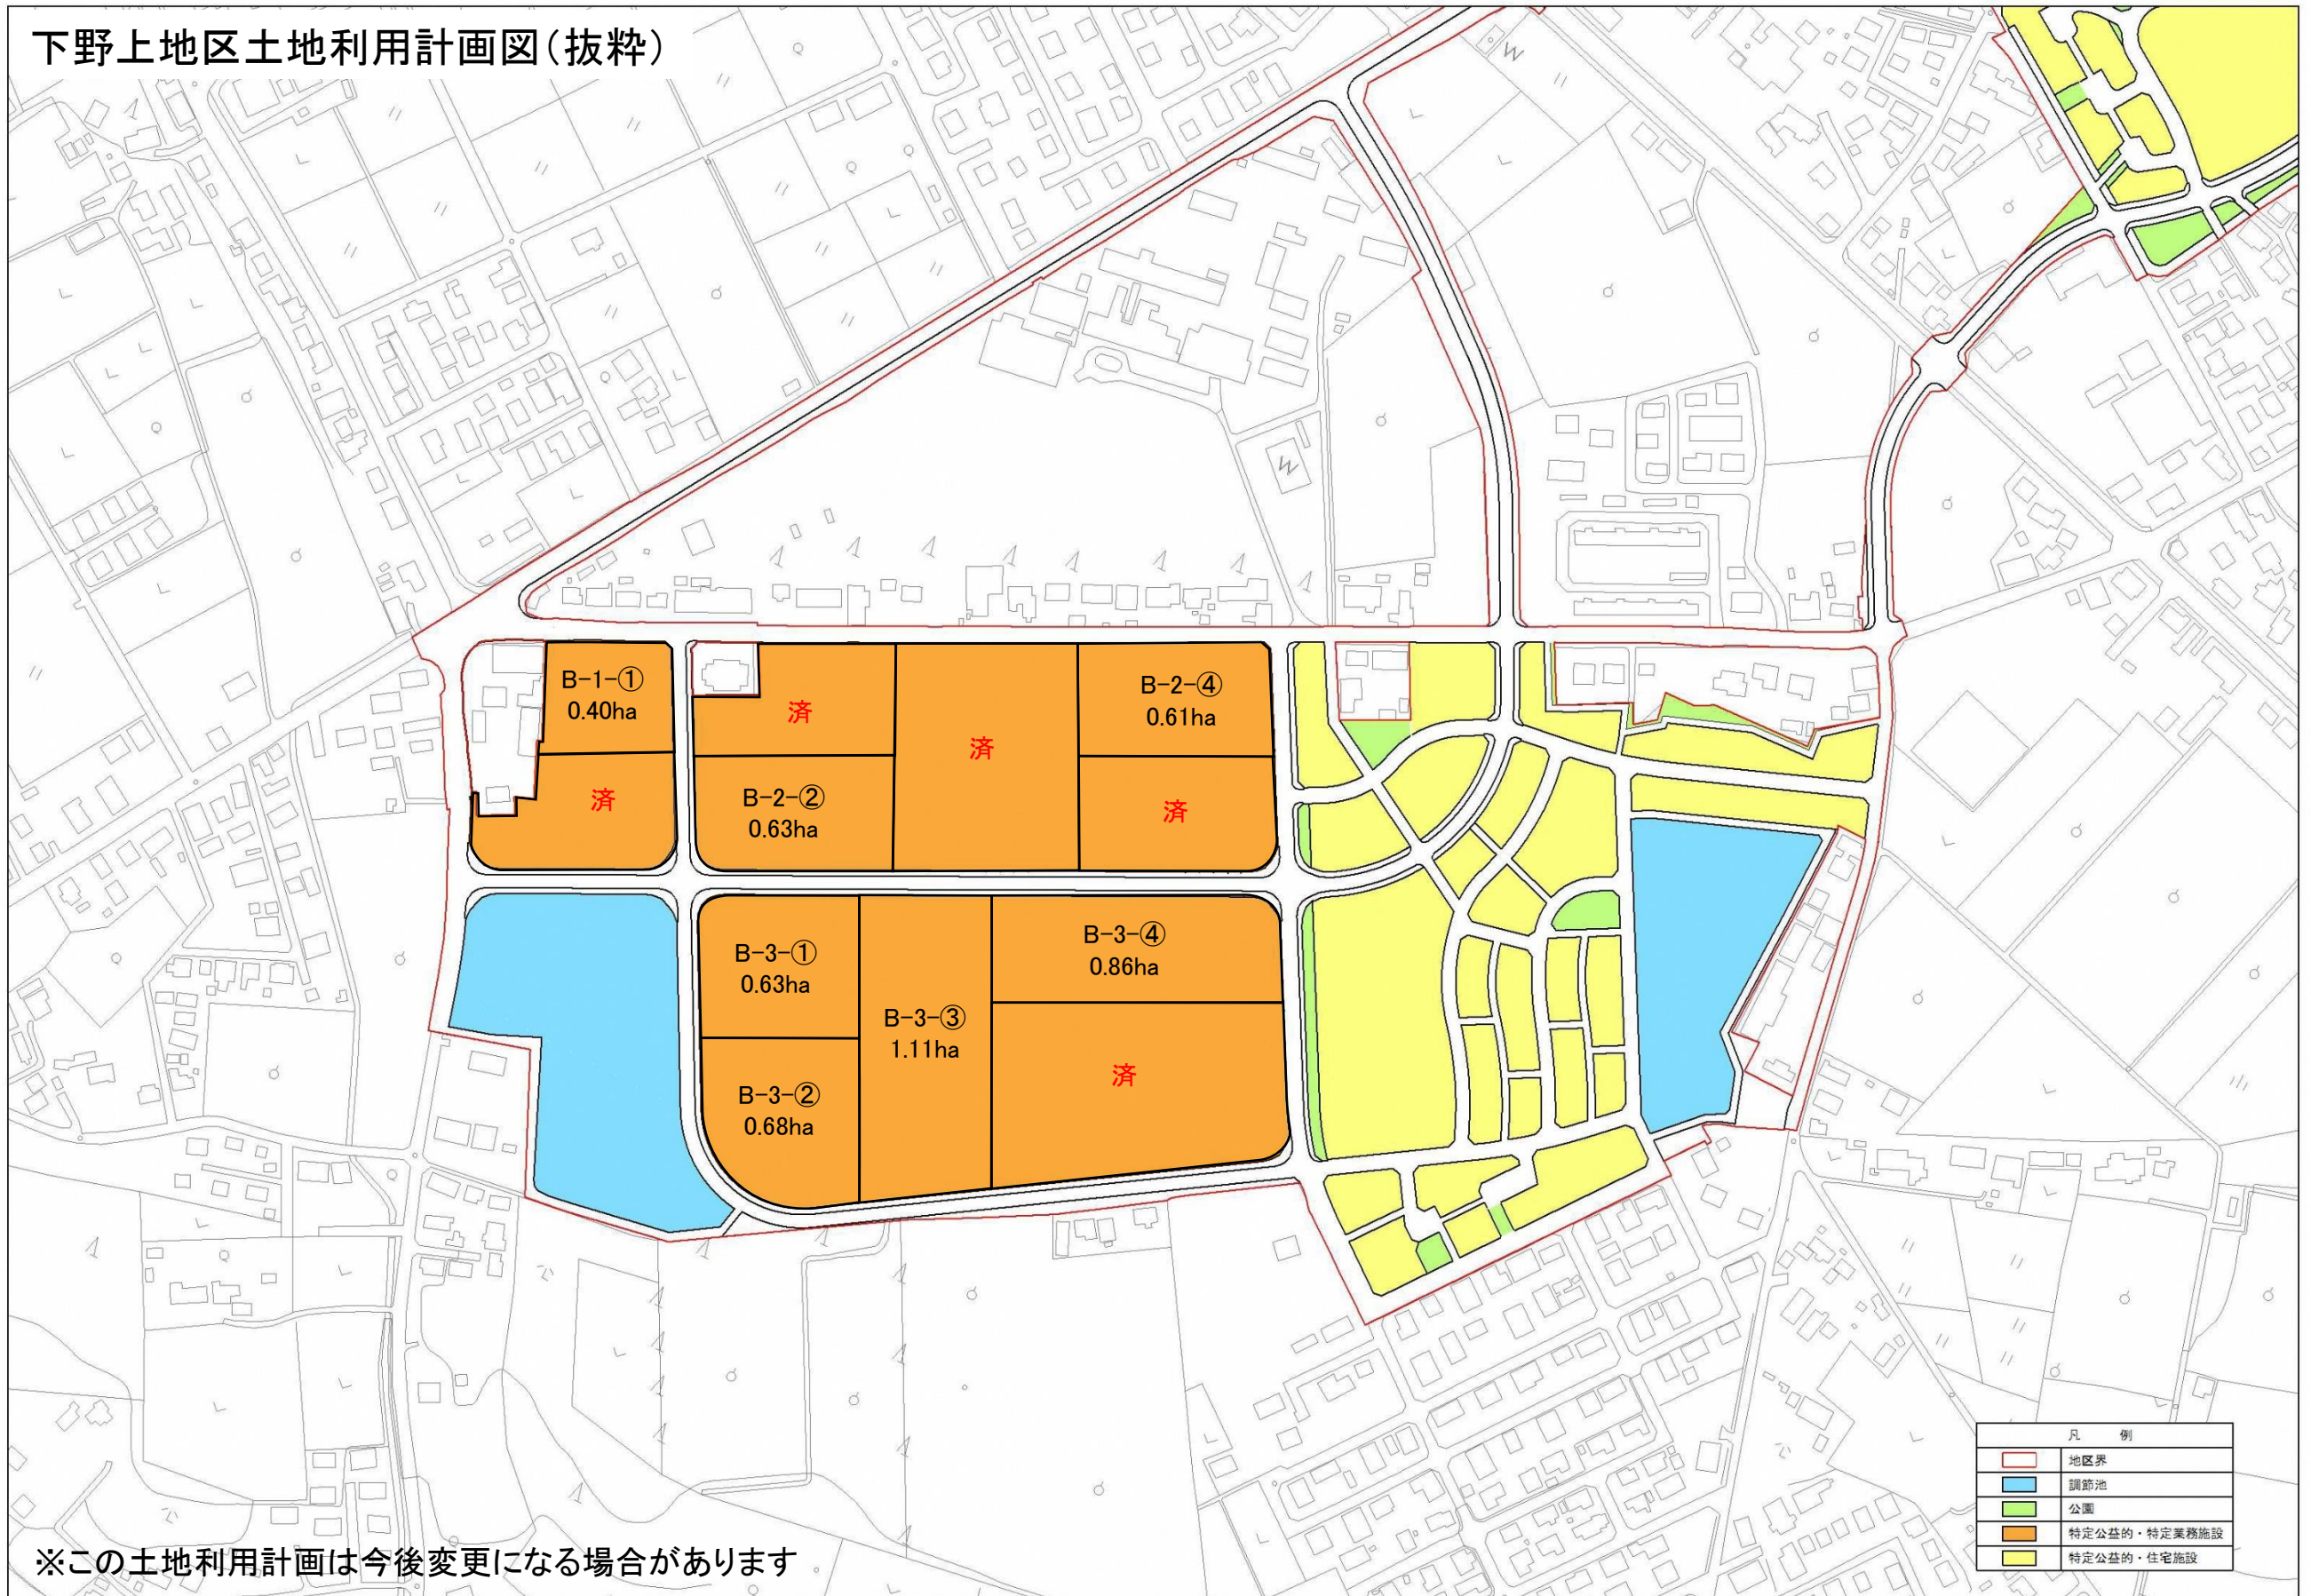 下野上地区土地利用計画図(抜粋)
B-1-①
0.40ha
済
済
B-2-②
0.63ha
済
B-2-④
0.61ha
済
B-3-①
0.63ha
B-3-②
0.68ha
B-3-③
1.11ha
B-3-④
0.86ha
済
凡 例
地区界
調節池
公園
特定公益的・特定業務施設
特定公益的・住宅施設
※この土地利用計画は今後変更になる場合があります